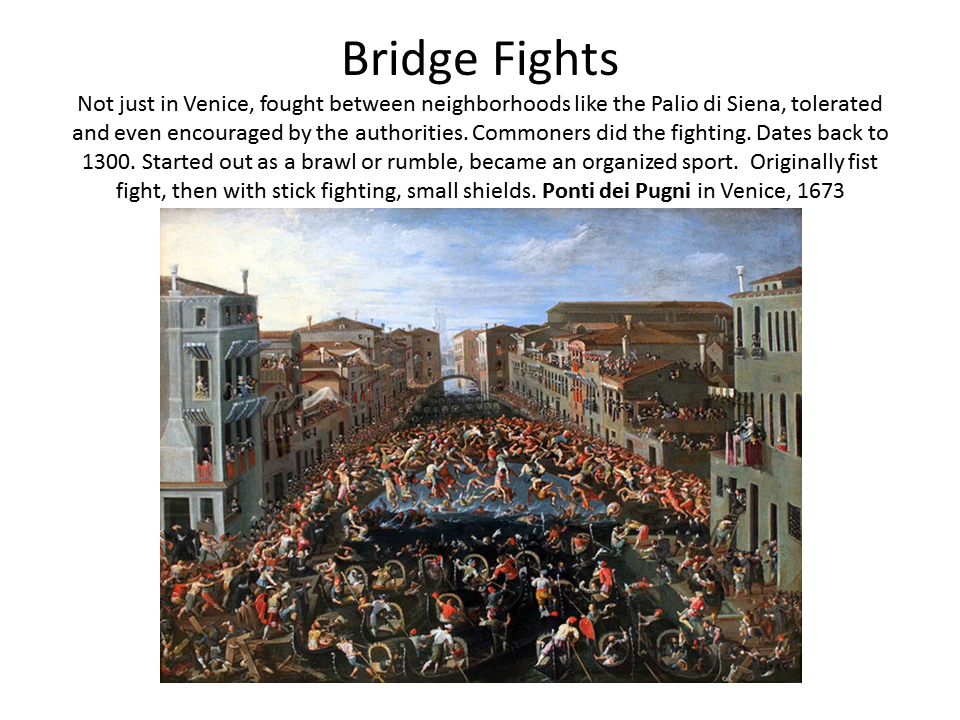 Bridge Fights
Not just in Venice, fought between neighborhoods like the Palio di Siena, tolerated
and even encouraged by the authorities. Commoners did the fighting. Dates back to
1300. Started out as a brawl or rumble, became an organized sport.  Originally fist
fight, then with stick fighting, small shields. Ponti dei Pugni in Venice, 1673